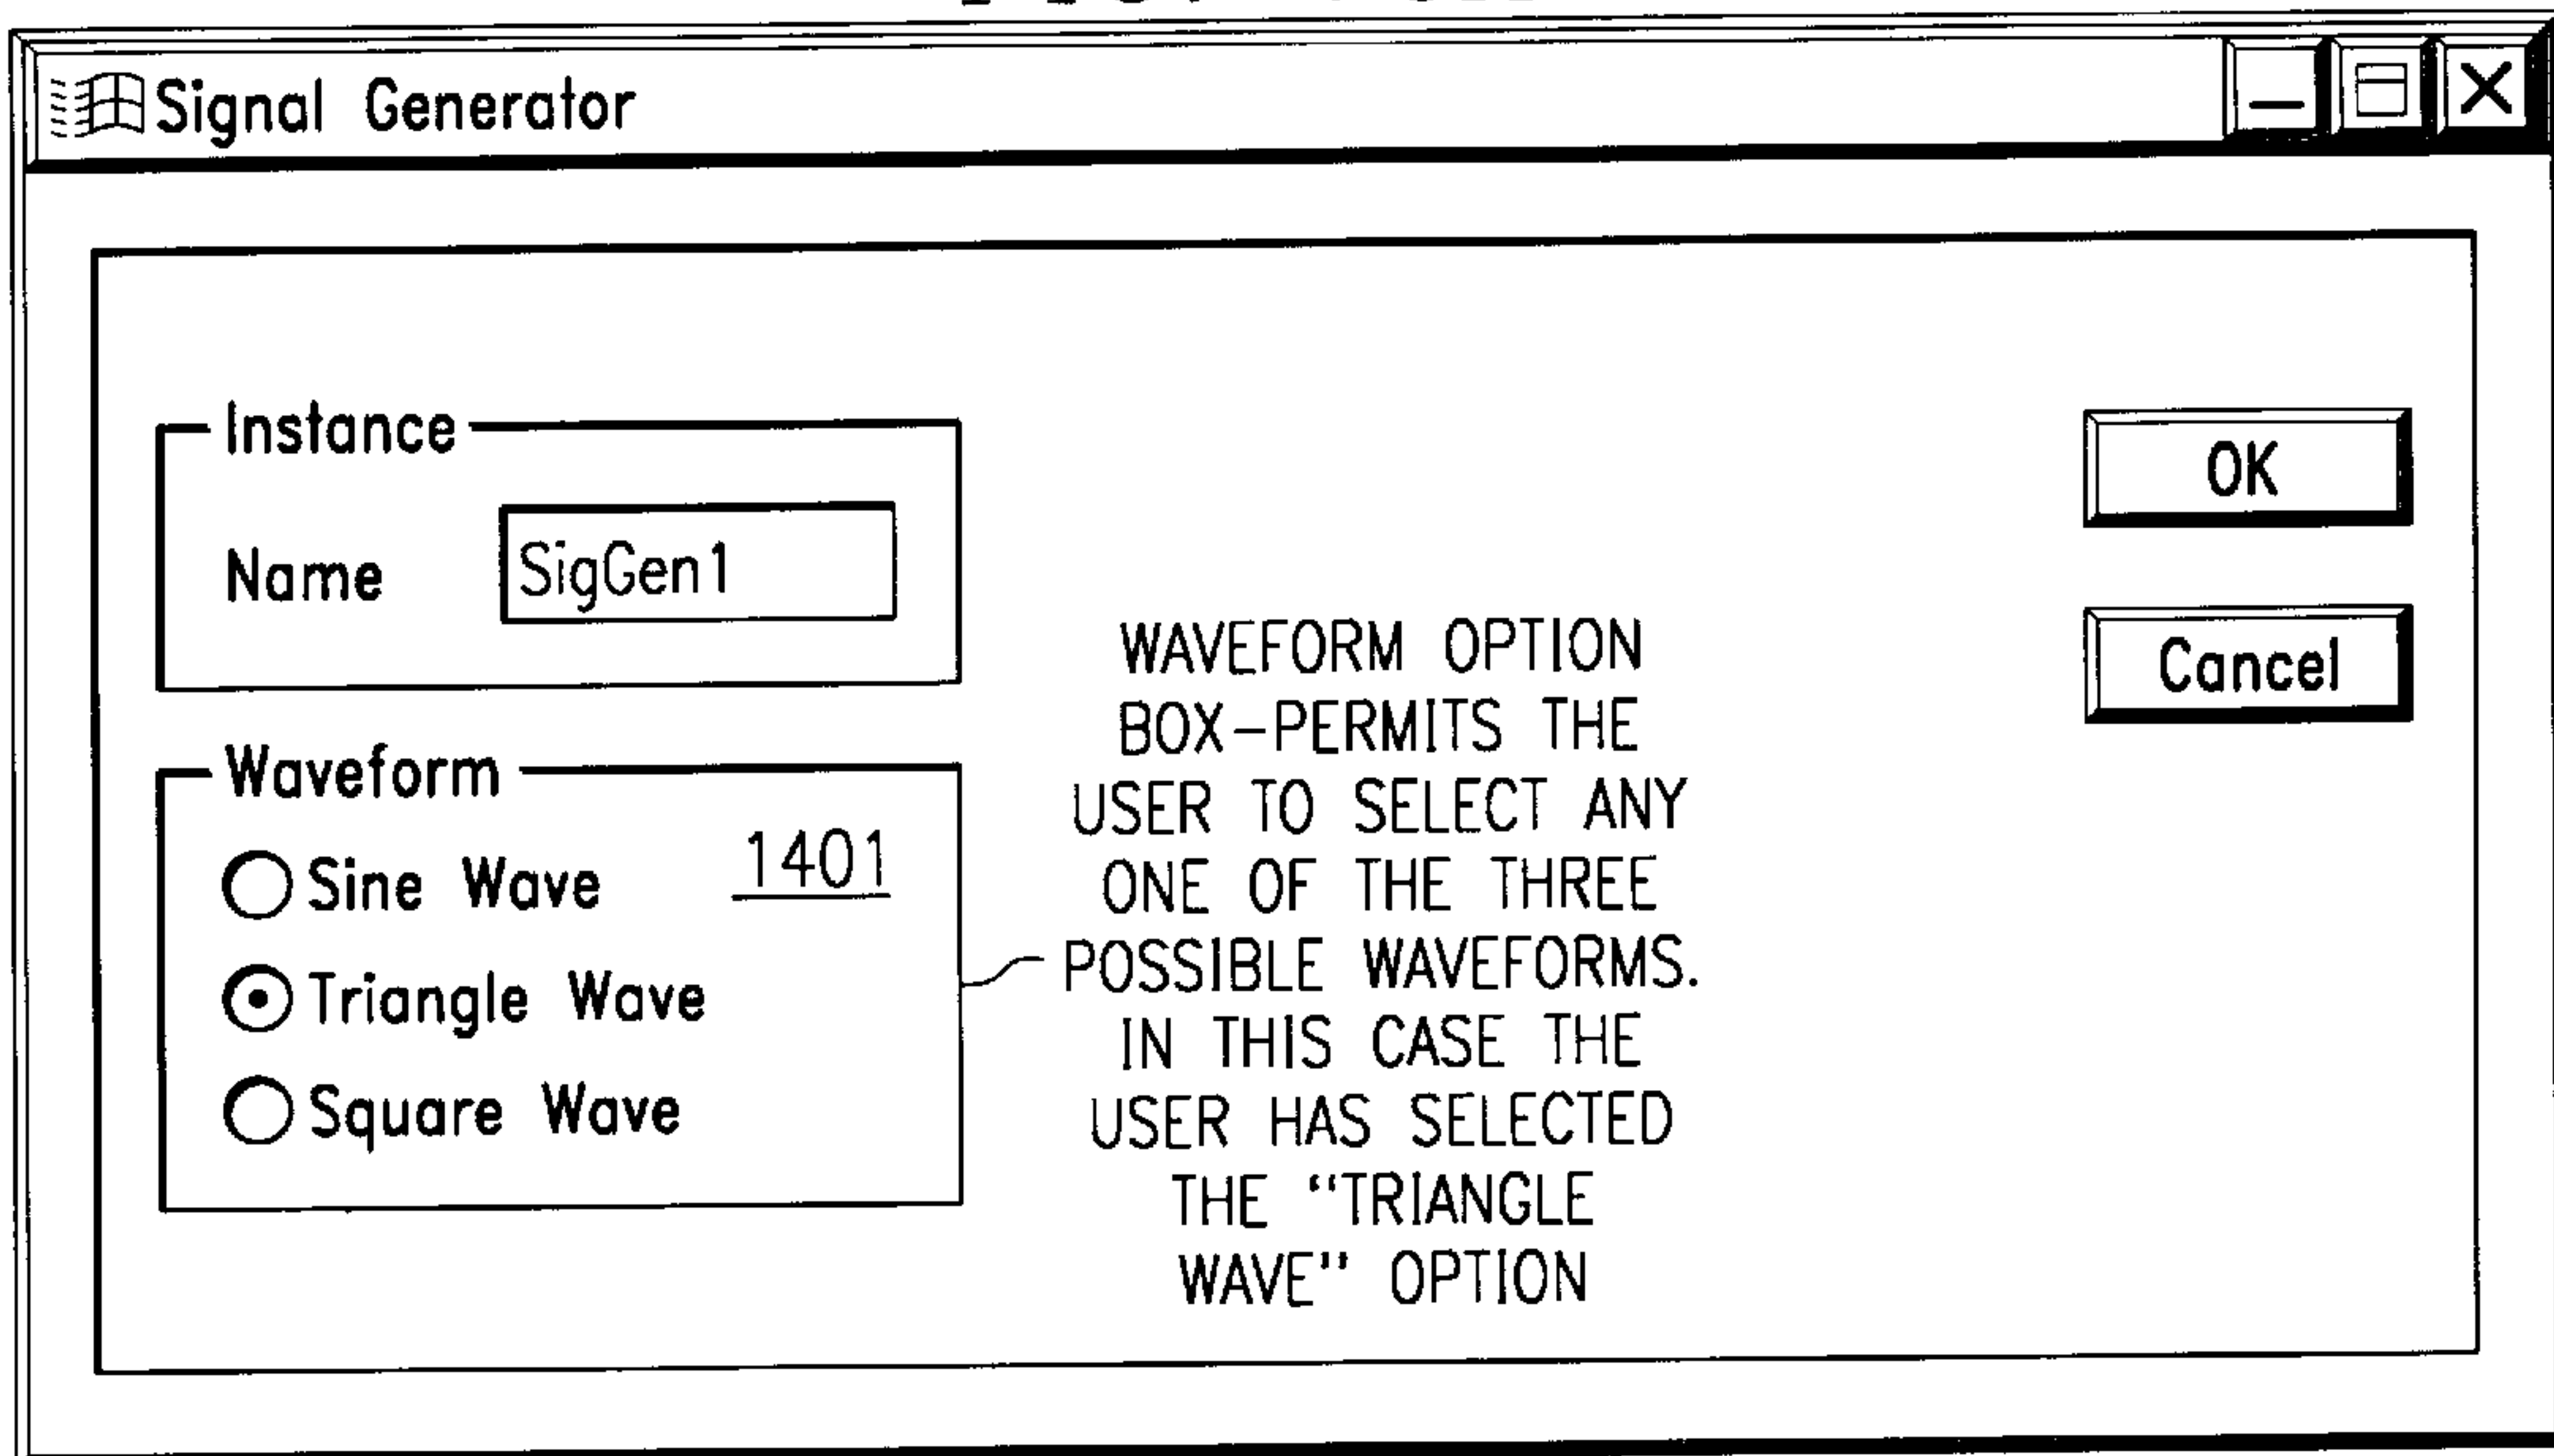 Signal Generator
Instance
Name SigGen1
OK
Cancel
Waveform
1401
Sine Wave
Triangle Wave
Square Wave
WAVEFORM OPTION
BOX-PERMITS THE
USER TO SELECT ANY
ONE OF THE THREE
POSSIBLE WAVEFORMS.
IN THIS CASE THE
USER HAS SELECTED
THE "TRIANGLE
WAVE" OPTION